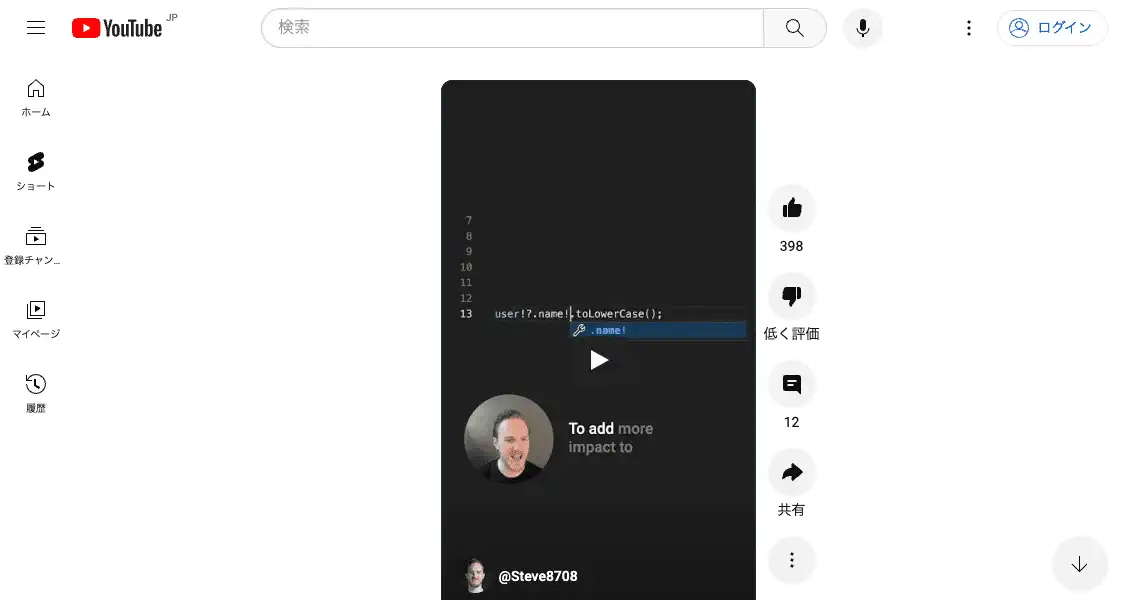 YouTube JP
検索
ログイン
ホーム
ショート
登録チャン...
マイページ
履歴
7
8
9
10
11
12
13 user!?.name!.toLowerCase();
.name!
To add more
impact to
@Steve8708
398
低く評価
12
共有